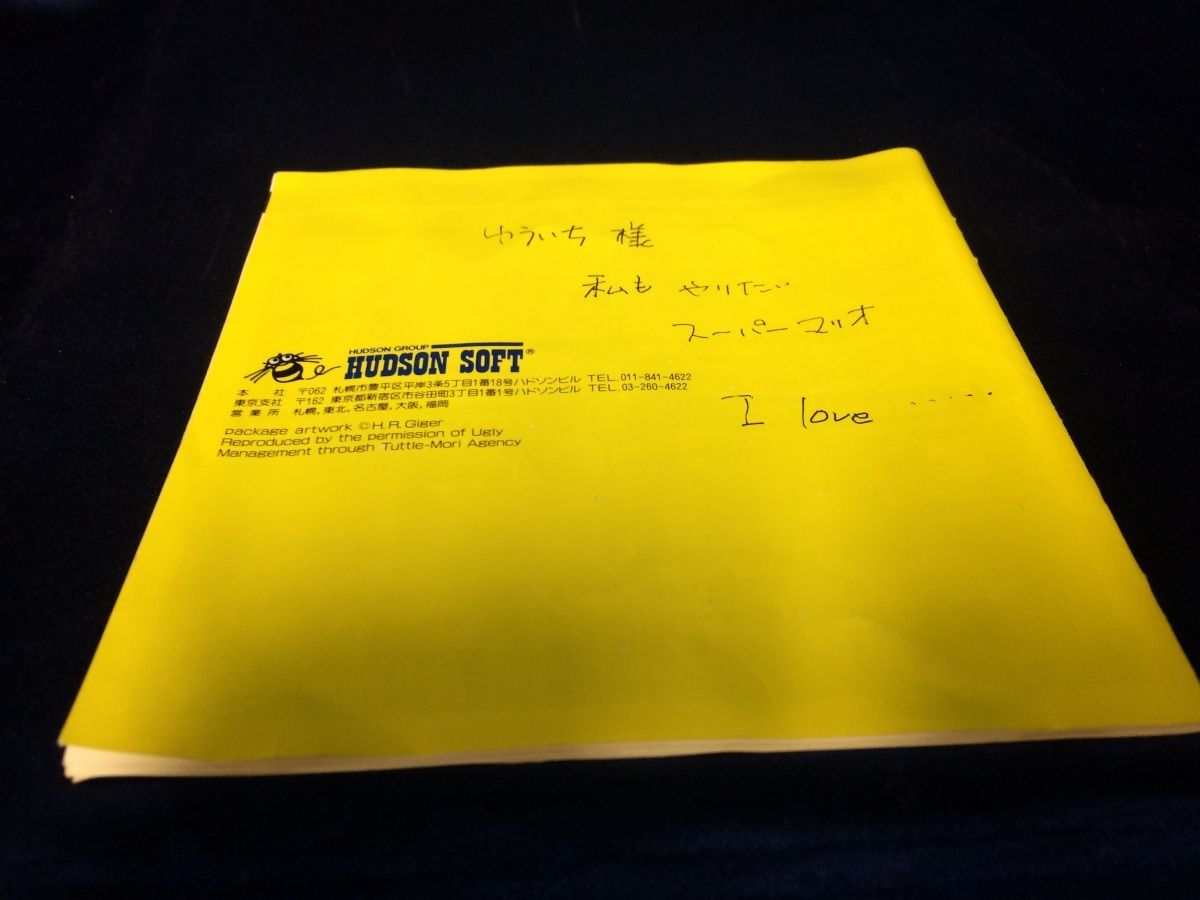 ゆういち 様
私も やりたい
スーパーマリオ
I love ......
HUDSON GROUP
HUDSON SOFT®
本社 〒062 札幌市豊平区平岸3条5丁目1番18号ハドソンビル TEL.011-841-4622
東京支社 〒162 東京都新宿区市谷田町3丁目1番1号ハドソンビル TEL.03-260-4622
営業所 札幌,東北,名古屋,大阪,福岡
package artwork ©H.R.Giger
Reproduced by the permission of Ugly
Management through Tuttle-Mori Agency